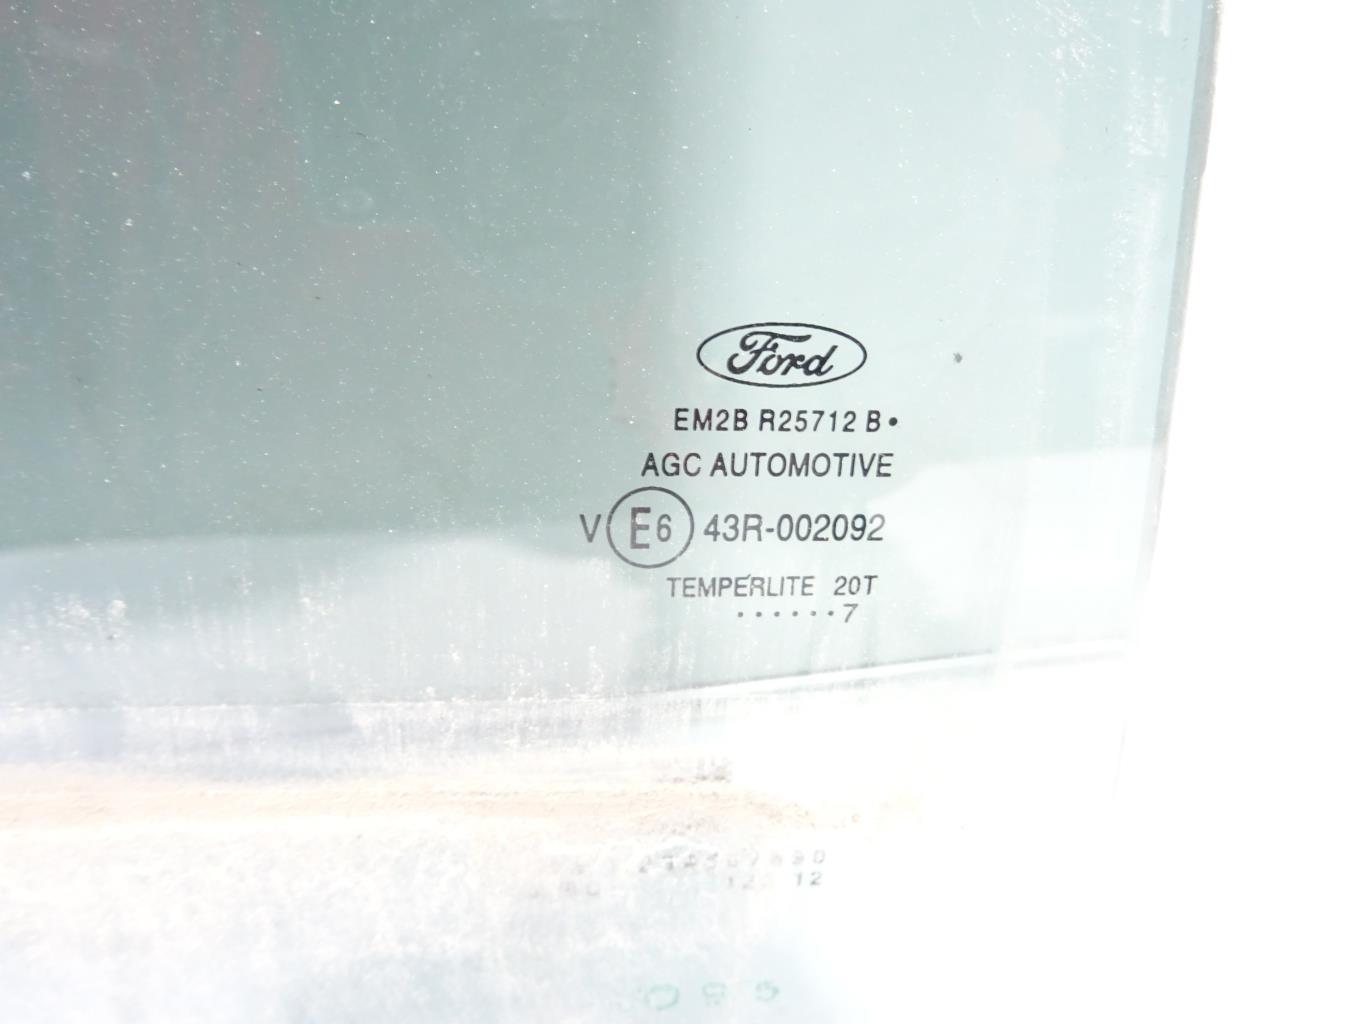 Ford
EM2B R25712 B•
AGC AUTOMOTIVE
V E6 43R-002092
TEMPERLITE 20T
······7